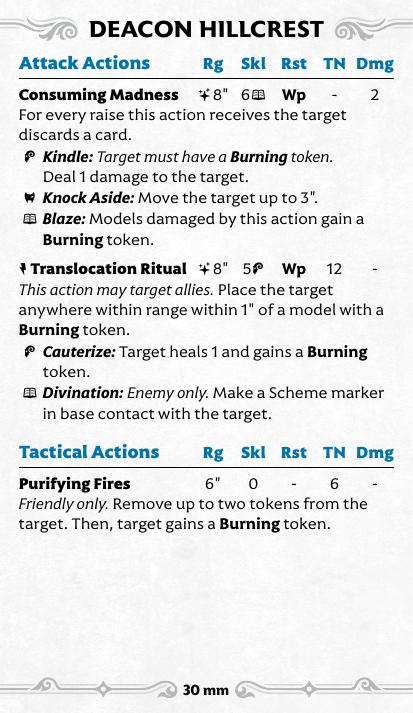 DEACON HILLCREST
Attack Actions Rg Skl Rst TN Dmg
Consuming Madness 8" 6 Wp - 2
For every raise this action receives the target
discards a card.
Kindle: Target must have a Burning token.
Deal 1 damage to the target.
Knock Aside: Move the target up to 3".
Blaze: Models damaged by this action gain a
Burning token.
Translocation Ritual 8" 5 Wp 12 -
This action may target allies. Place the target
anywhere within range within 1" of a model with a
Burning token.
Cauterize: Target heals 1 and gains a Burning
token.
Divination: Enemy only. Make a Scheme marker
in base contact with the target.
Tactical Actions Rg Skl Rst TN Dmg
Purifying Fires 6" 0 - 6 -
Friendly only. Remove up to two tokens from the
target. Then, target gains a Burning token.
30 mm